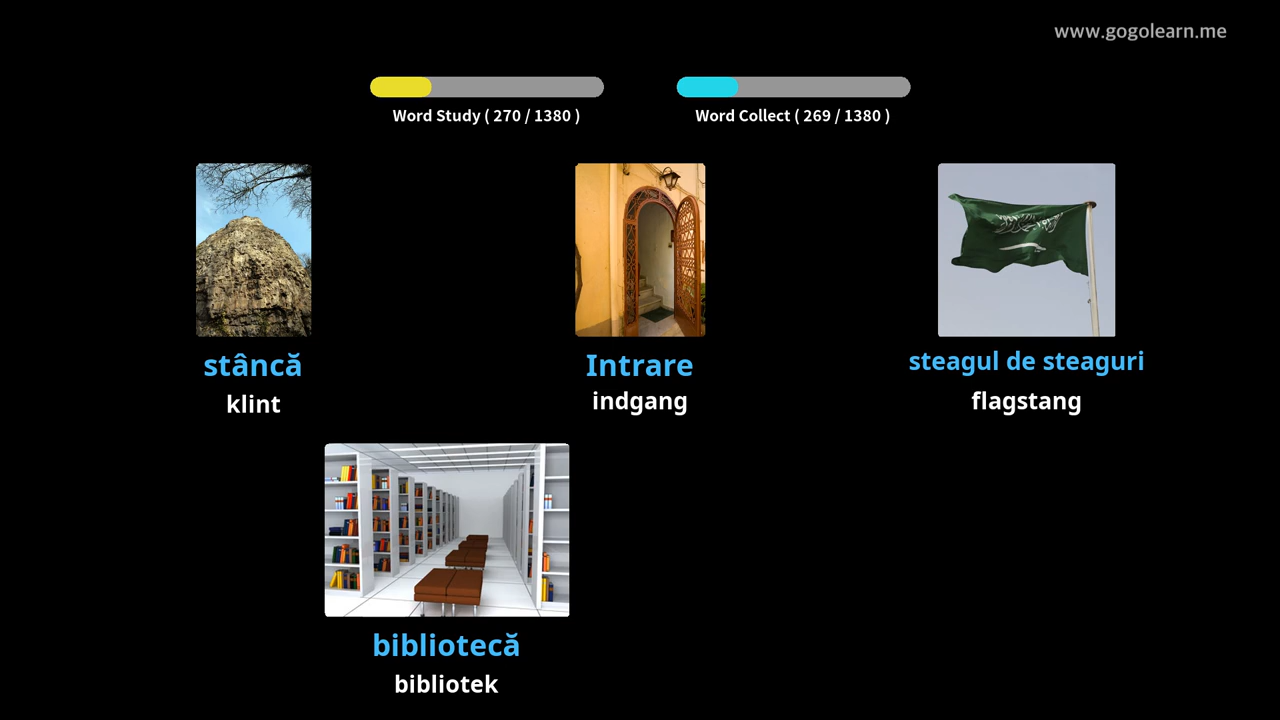 www.gogolearn.me
Word Study ( 270 / 1380 )
Word Collect ( 269 / 1380 )
stâncă
klint
Intrare
indgang
steagul de steaguri
flagstang
bibliotecă
bibliotek